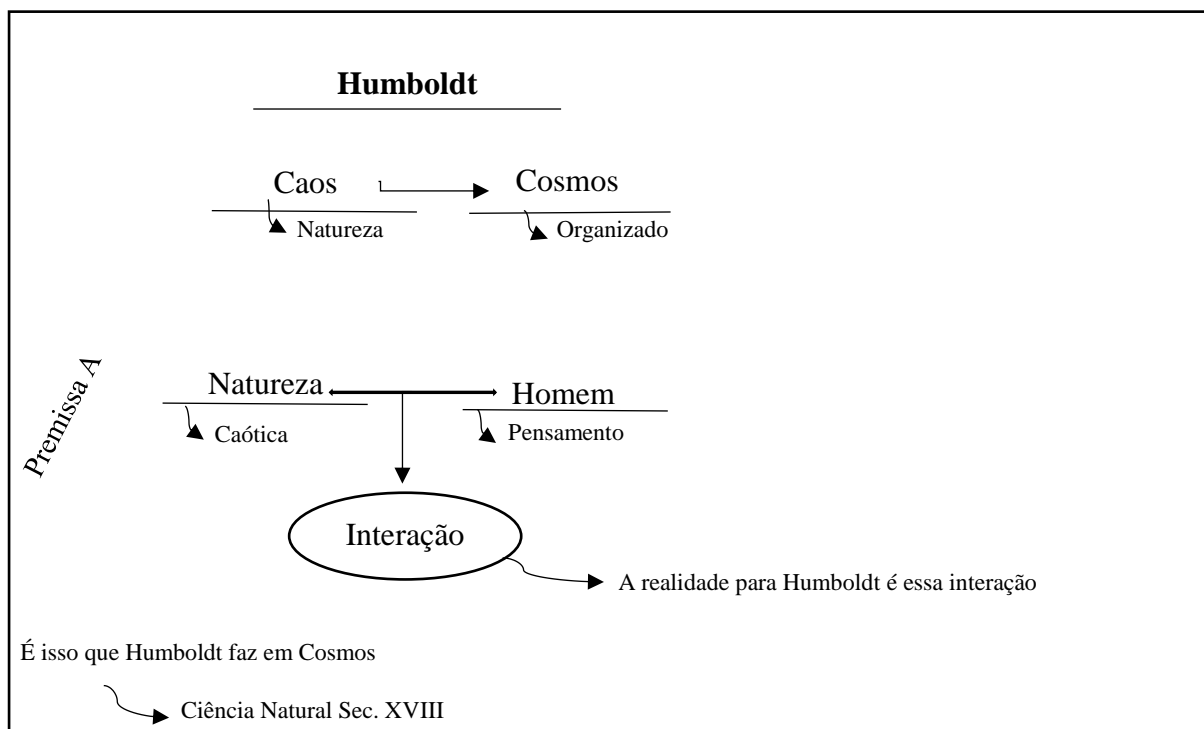 Humboldt
Caos
Cosmos
Natureza
Organizado
Premissa A
Natureza
Homem
Caótica
Pensamento
Interação
A realidade para Humboldt é essa interação
É isso que Humboldt faz em Cosmos
Ciência Natural Sec. XVIII